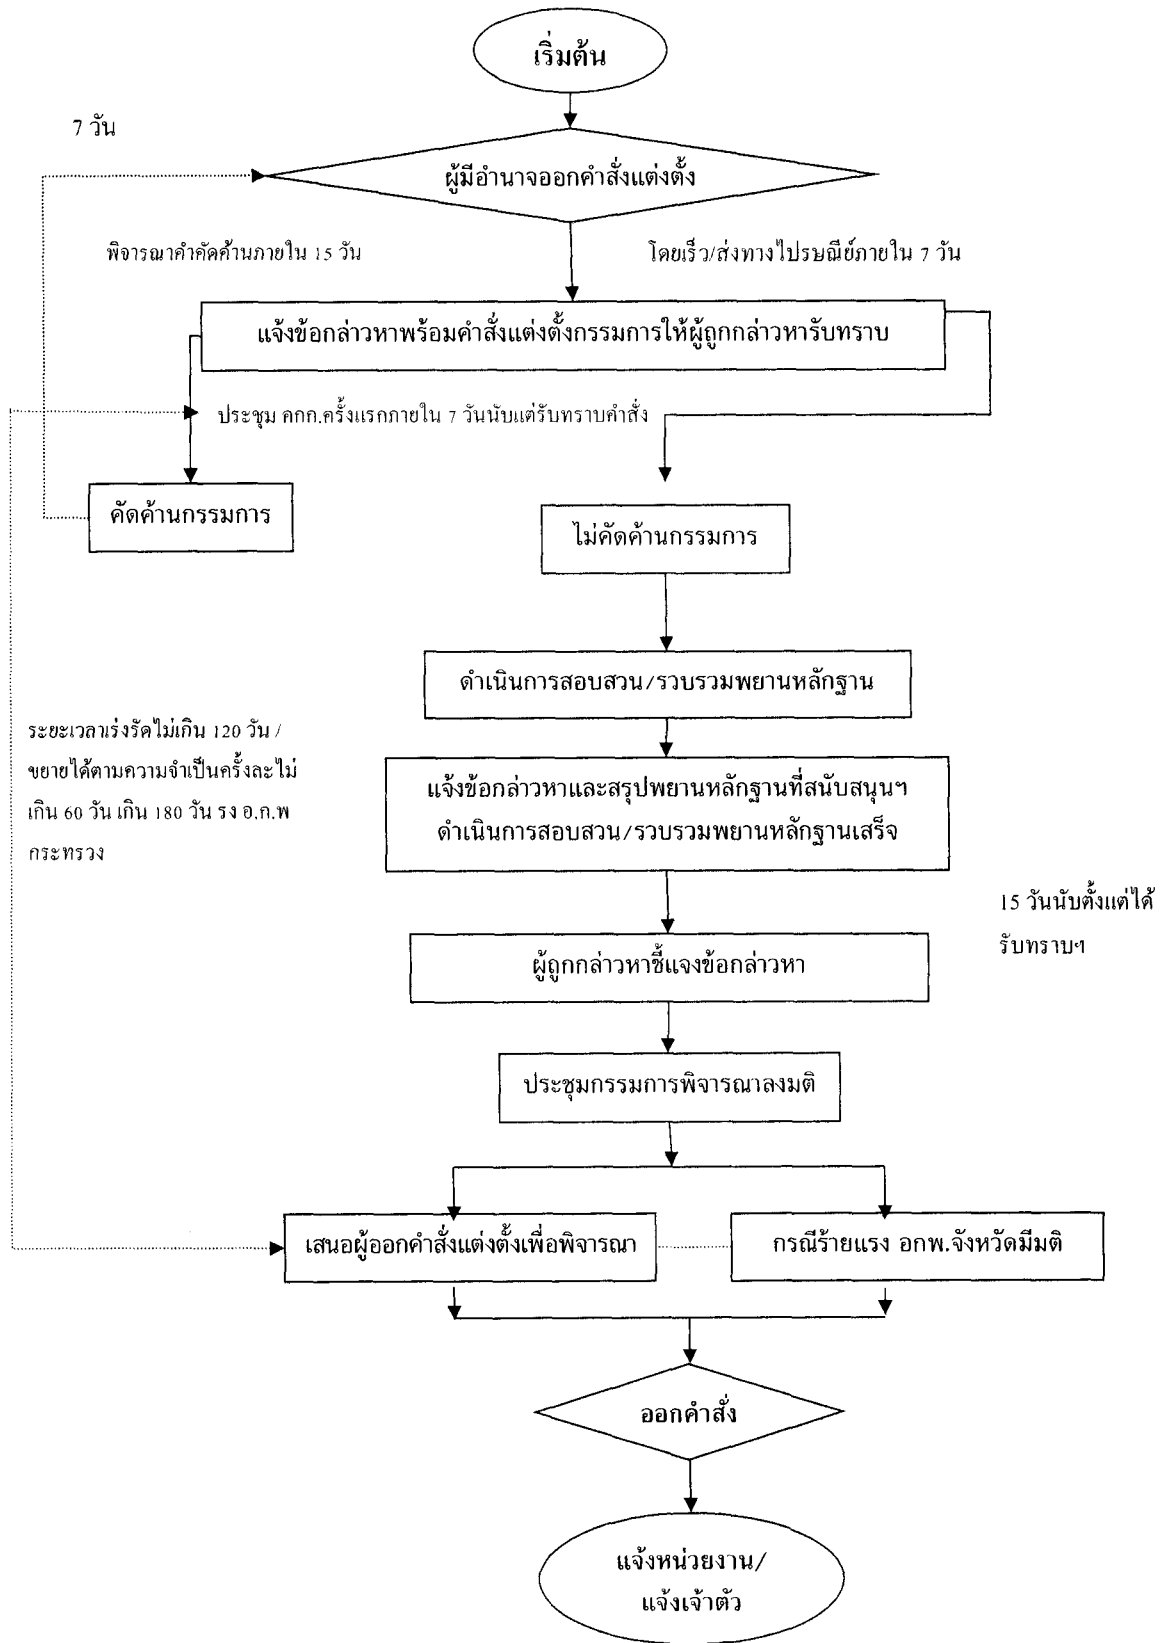 เริ่มต้น
7 วัน
ผู้มีอำนาจออกคำสั่งแต่งตั้ง
พิจารณาคำคัดค้านภายใน 15 วัน
โดยเร็ว/ส่งทางไปรษณีย์ภายใน 7 วัน
แจ้งข้อกล่าวหาพร้อมคำสั่งแต่งตั้งกรรมการให้ผู้ถูกกล่าวหารับทราบ
ประชุม คกก.ครั้งแรกภายใน 7 วันนับแต่รับทราบคำสั่ง
คัดค้านกรรมการ
ไม่คัดค้านกรรมการ
ดำเนินการสอบสวน/รวบรวมพยานหลักฐาน
ระยะเวลาเร่งรัดไม่เกิน 120 วัน /
ขยายได้ตามความจำเป็นครั้งละไม่
เกิน 60 วัน เกิน 180 วัน รง อ.ก.พ
กระทรวง
แจ้งข้อกล่าวหาและสรุปพยานหลักฐานที่สนับสนุนฯ
ดำเนินการสอบสวน/รวบรวมพยานหลักฐานเสร็จ
15 วันนับตั้งแต่ได้
รับทราบฯ
ผู้ถูกกล่าวหาชี้แจงข้อกล่าวหา
ประชุมกรรมการพิจารณาลงมติ
เสนอผู้ออกคำสั่งแต่งตั้งเพื่อพิจารณา
กรณีร้ายแรง อกพ.จังหวัดมีมติ
ออกคำสั่ง
แจ้งหน่วยงาน/
แจ้งเจ้าตัว